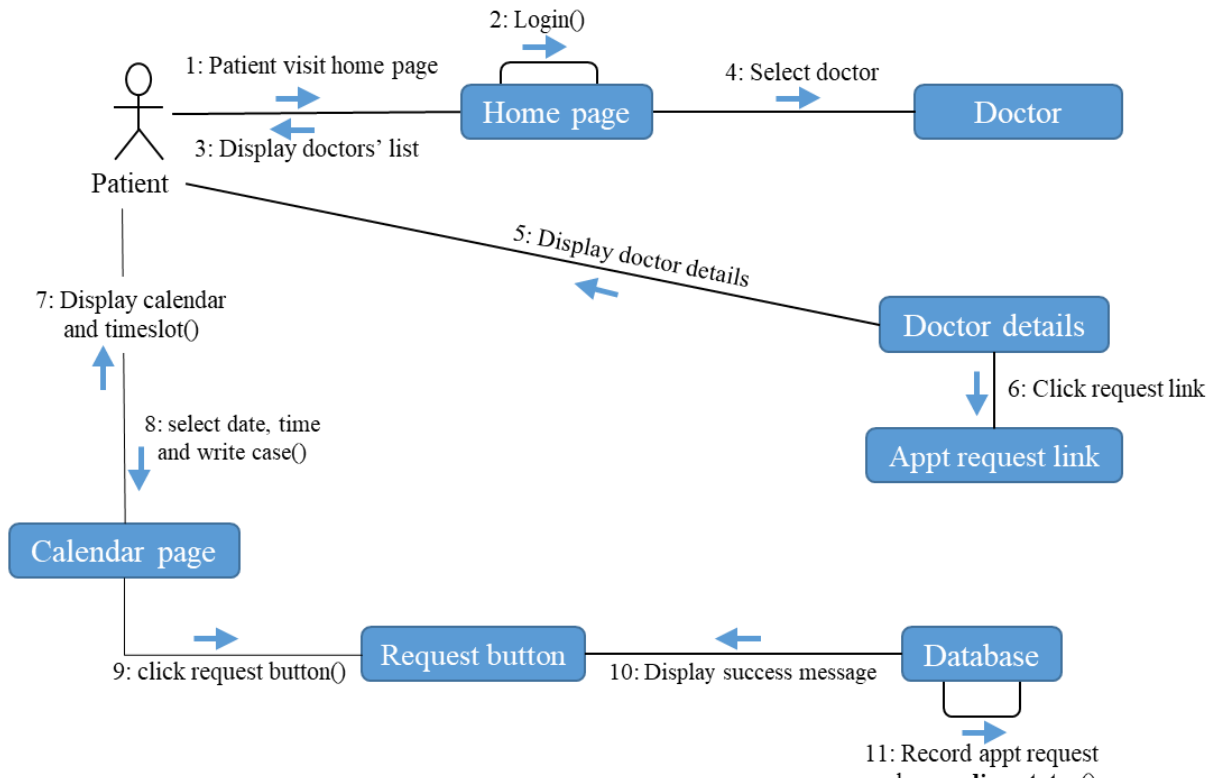 2: Login()
1: Patient visit home page
4: Select doctor
Home page
Doctor
3: Display doctors’ list
Patient
5: Display doctor details
7: Display calendar
and timeslot()
Doctor details
6: Click request link
8: select date, time
and write case()
Appt request link
Calendar page
Request button
Database
9: click request button()
10: Display success message
11: Record appt request